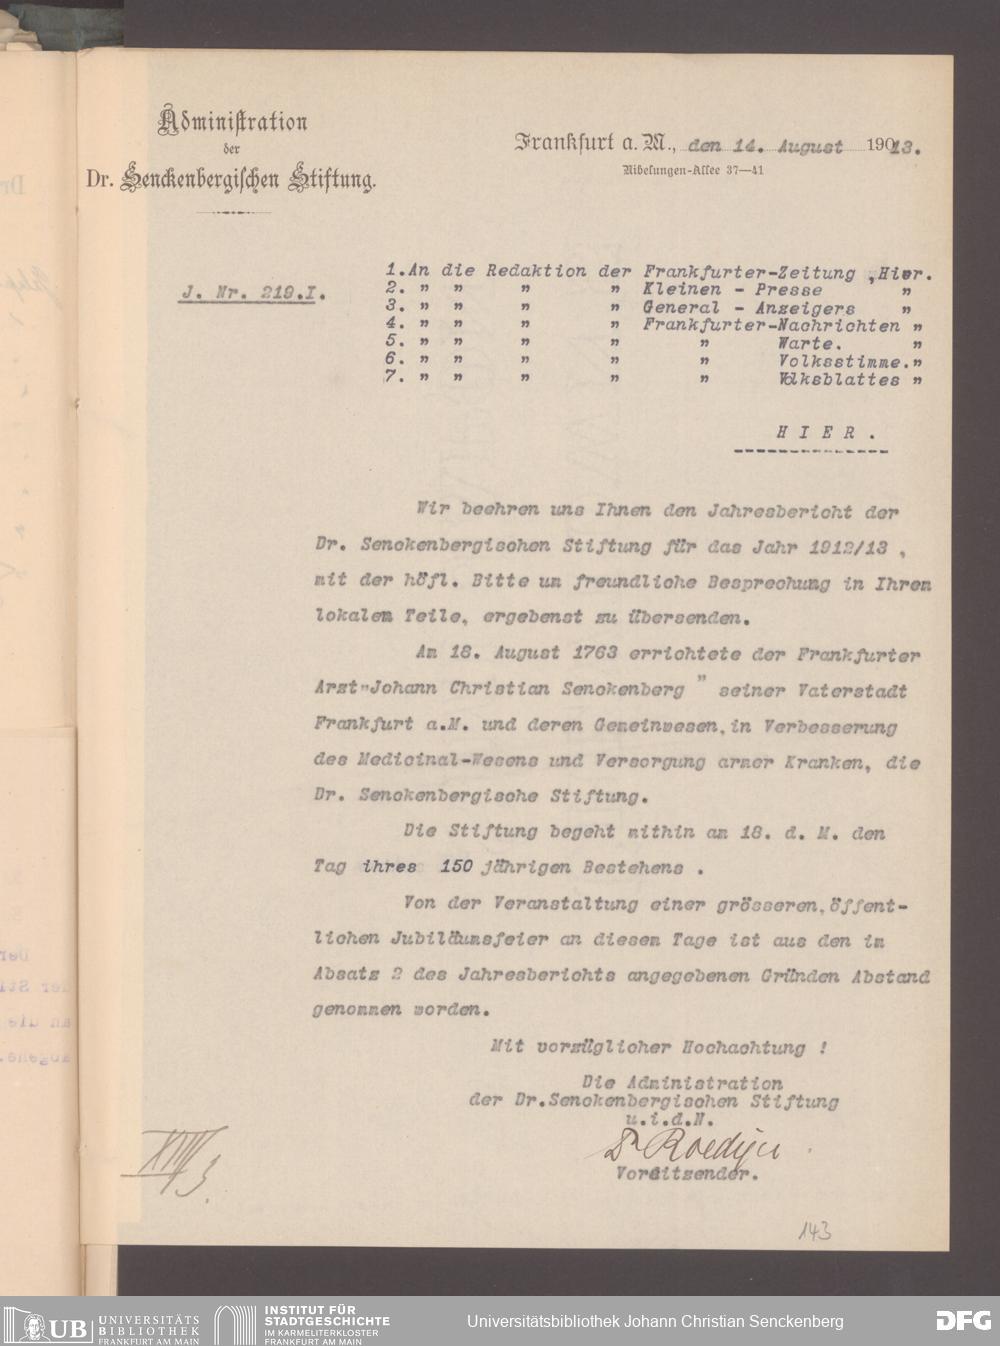 Administration
der
Dr. Senckenbergischen Stiftung.
Frankfurt a. M., den 14. August 19013.
Nibelungen-Allee 37—41
J. Nr. 219.I.
1.An die Redaktion der Frankfurter-Zeitung ,Hier.
2. " " " " Kleinen - Presse "
3. " " " " General - Anzeigers "
4. " " " " Frankfurter-Nachrichten "
5. " " " " " Warte. "
6. " " " " " Volksstimme."
7. " " " " " Volksblattes "
H I E R .
Wir beehren uns Ihnen den Jahresbericht der
Dr. Senckenbergischen Stiftung für das Jahr 1912/13 ,
mit der höfl. Bitte um freundliche Besprechung in Ihrem
lokalem Teile, ergebenst zu übersenden.
Am 18. August 1763 errichtete der Frankfurter
Arzt "Johann Christian Senckenberg " seiner Vaterstadt
Frankfurt a.M. und deren Gemeinwesen, in Verbesserung
des Medicinal-Wesens und Versorgung armer Kranken, die
Dr. Senckenbergische Stiftung.
Die Stiftung begeht mithin am 18. d. M. den
Tag ihres 150 jährigen Bestehens .
Von der Veranstaltung einer grösseren, öffent-
lichen Jubiläumsfeier an diesem Tage ist aus den im
Absatz 2 des Jahresberichts angegebenen Gründen Abstand
genommen worden.
Mit vorzüglicher Hochachtung !
Die Administration
der Dr.Senckenbergischen Stiftung
u.i.d.N.
Dr Roediger
Vorsitzender.
XIII/3.
143
UB UNIVERSITÄTS
BIBLIOTHEK
FRANKFURT AM MAIN
INSTITUT FÜR
STADTGESCHICHTE
IM KARMELITERKLOSTER
FRANKFURT AM MAIN
Universitätsbibliothek Johann Christian Senckenberg
DFG